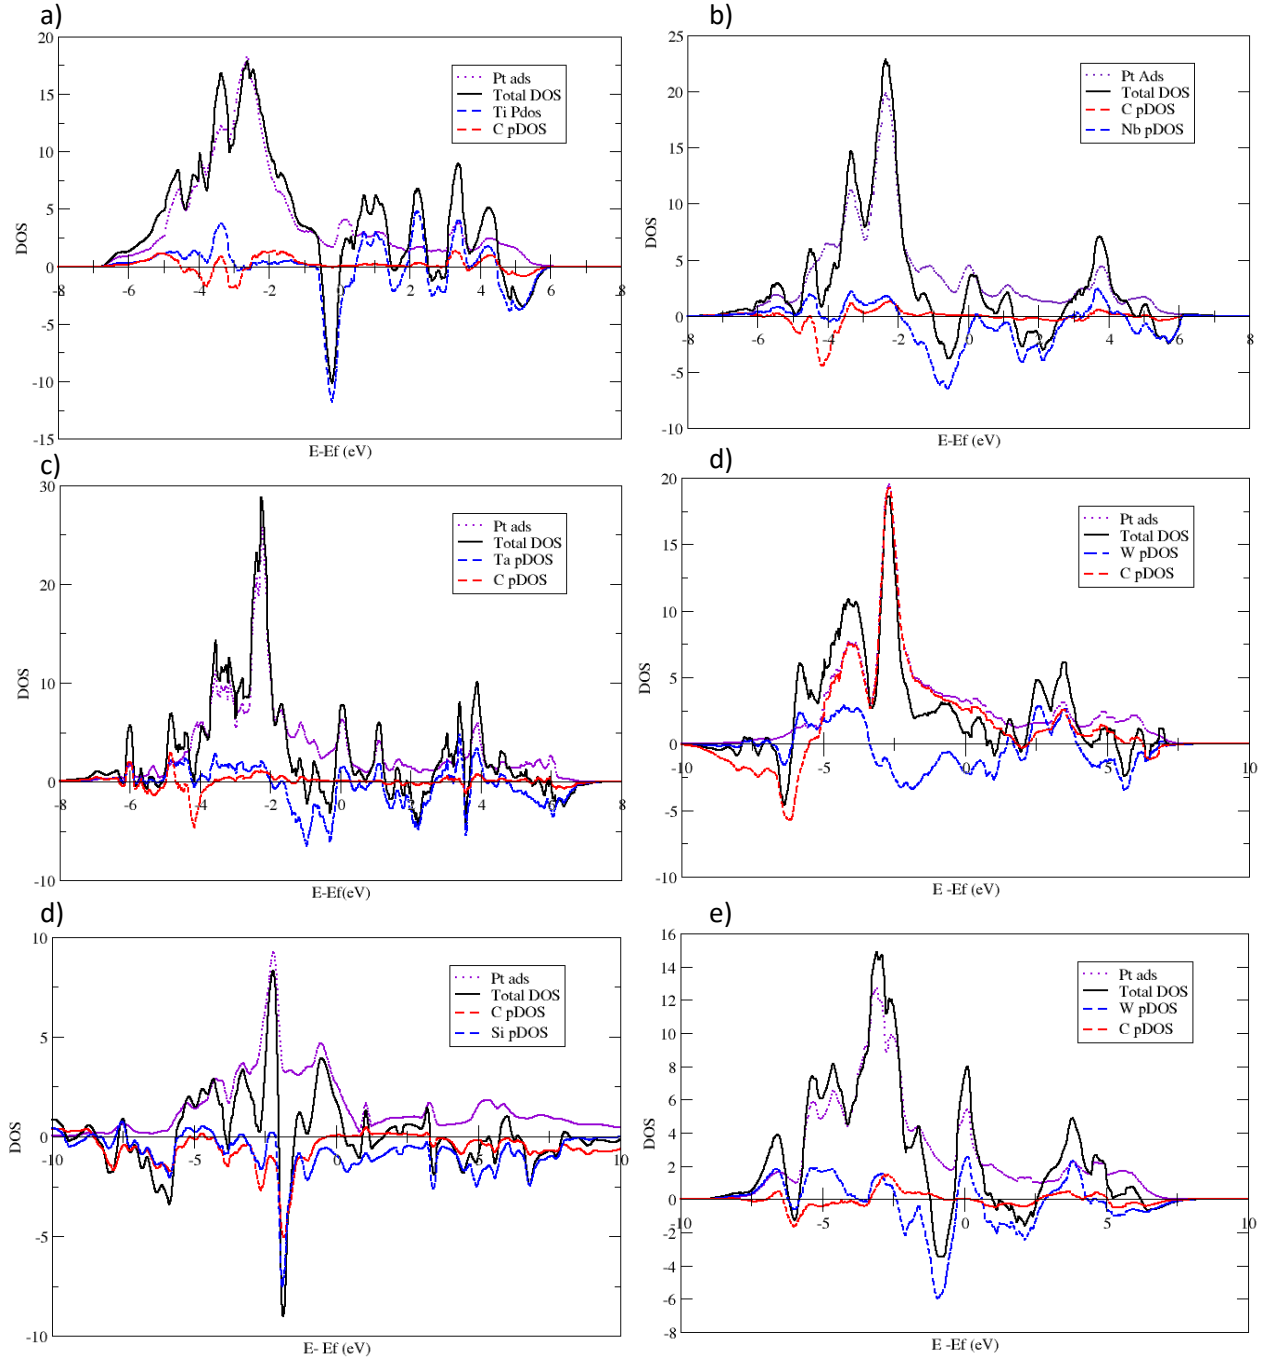 a)
20
15
10
5
0
-5
-10
-15
DOS
-8
-6
-4
-2
0
2
4
6
8
E-Ef (eV)
Pt ads
Total DOS
Ti Pdos
C pDOS
b)
25
20
15
10
5
0
-5
-10
DOS
-8
-6
-4
-2
0
2
4
6
8
E-Ef (eV)
Pt Ads
Total DOS
C pDOS
Nb pDOS
c)
30
20
10
0
-10
DOS
-8
-6
-4
-2
0
2
4
6
8
E-Ef(eV)
Pt ads
Total DOS
Ta pDOS
C pDOS
d)
20
15
10
5
0
-5
-10
DOS
-10
-5
0
5
10
E -Ef (eV)
Pt ads
Total DOS
W pDOS
C pDOS
d)
10
5
0
-5
-10
DOS
-10
-5
0
5
10
E- Ef (eV)
Pt ads
Total DOS
C pDOS
Si pDOS
e)
16
14
12
10
8
6
4
2
0
-2
-4
-6
-8
DOS
-10
-5
0
5
10
E -Ef (eV)
Pt ads
Total DOS
W pDOS
C pDOS